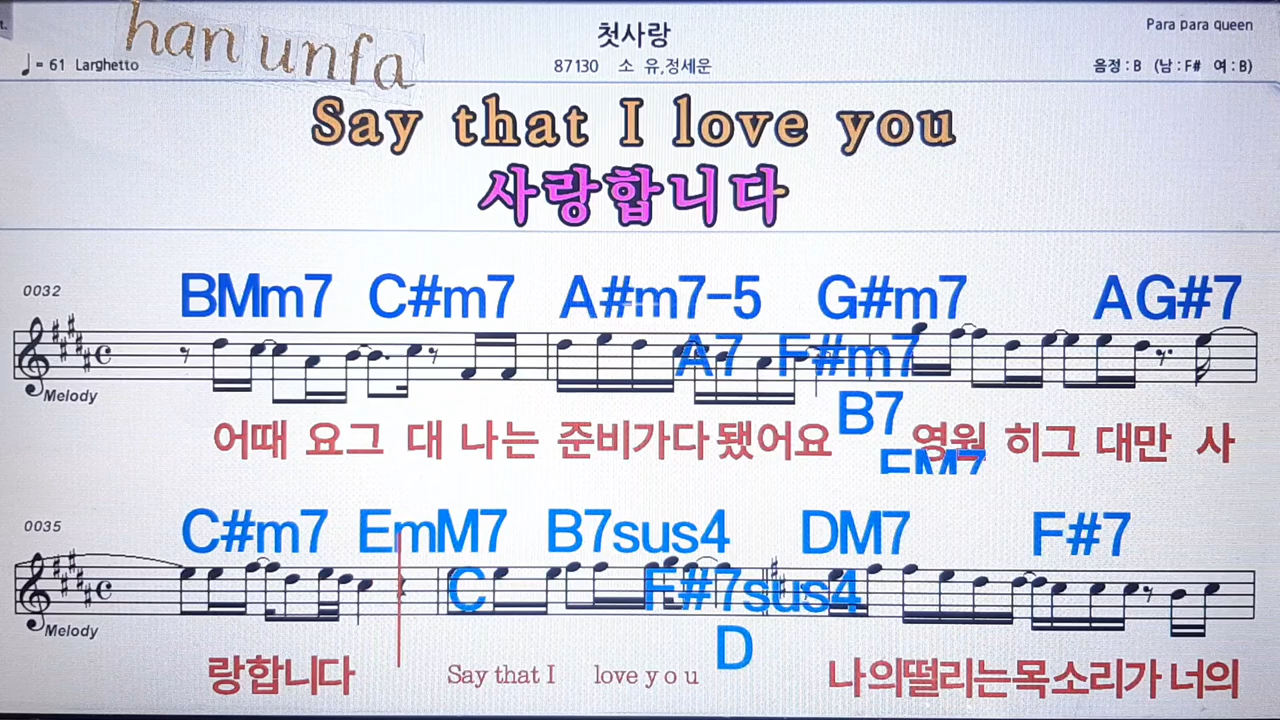 t.
han unfa
첫사랑
Para para queen
♩= 61 Larghetto
87130 소 유,정세운
음정 : B (남 : F# 여 : B)
Say that I love you
사랑합니다
0032
BMm7 C#m7 A#m7-5 G#m7 AG#7
A7 F#m7
B7
EM7
Melody
어때 요그 대 나는 준비가다됐어요 영원 히그 대만 사
0035
C#m7 EmM7 B7sus4 DM7 F#7
C F#7sus4
D
Melody
랑합니다 Say that I love y o u 나의떨리는목소리가 너의